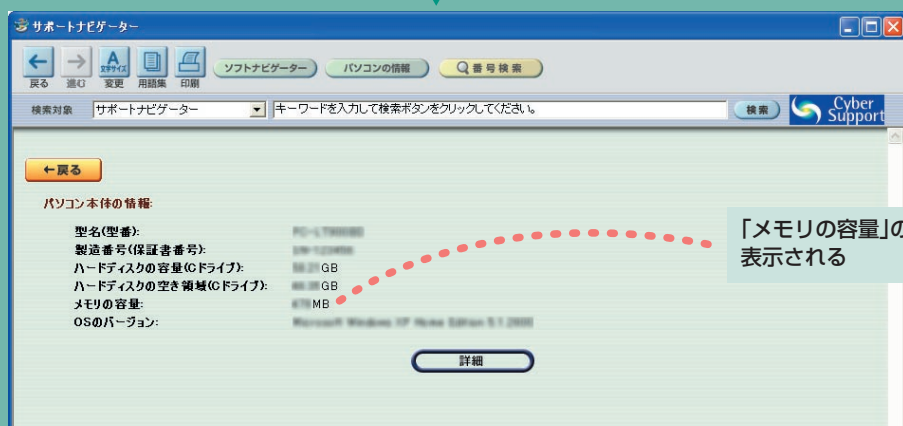 サポートナビゲーター
戻る 進む 文字サイズ 変更 用語集 印刷 ソフトナビゲーター パソコンの情報 番号検索
検索対象 サポートナビゲーター キーワードを入力して検索ボタンをクリックしてください。 検索 Cyber Support
←戻る
パソコン本体の情報:
型名(型番):
製造番号(保証書番号):
ハードディスクの容量(Cドライブ): GB
ハードディスクの空き領域(Cドライブ): GB
メモリの容量: MB
OSのバージョン:
詳細
「メモリの容量」の
表示される